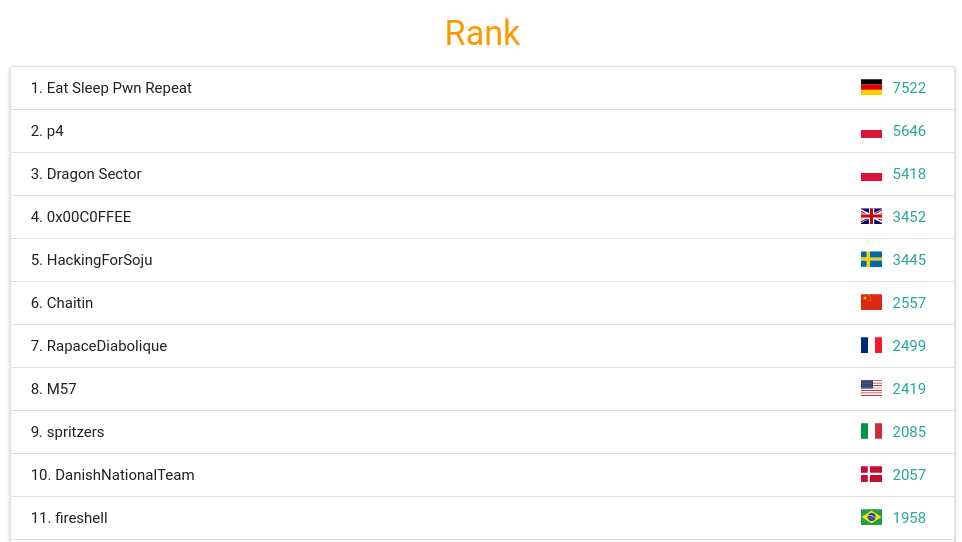 Rank
1. Eat Sleep Pwn Repeat 7522
2. p4 5646
3. Dragon Sector 5418
4. 0x00C0FFEE 3452
5. HackingForSoju 3445
6. Chaitin 2557
7. RapaceDiabolique 2499
8. M57 2419
9. spritzers 2085
10. DanishNationalTeam 2057
11. fireshell 1958